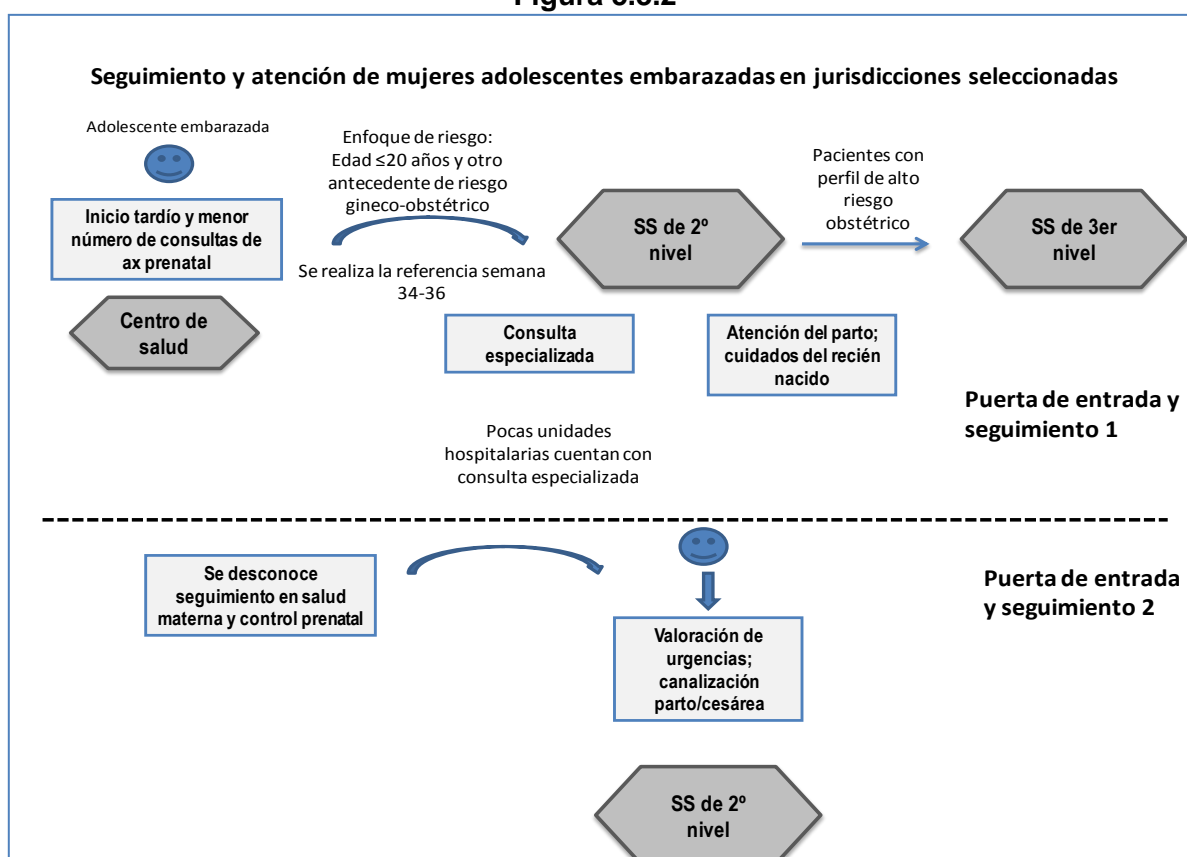 Seguimiento y atención de mujeres adolescentes embarazadas en jurisdicciones seleccionadas
Adolescente embarazada
Inicio tardío y menor
número de consultas de
ax prenatal
Centro de
salud
Enfoque de riesgo:
Edad ≤20 años y otro
antecedente de riesgo
gineco-obstétrico
Se realiza la referencia semana
34-36
SS de 2º
nivel
Pacientes con
perfil de alto
riesgo
obstétrico
SS de 3er
nivel
Consulta
especializada
Atención del parto;
cuidados del recién
nacido
Puerta de entrada y
seguimiento 1
Pocas unidades
hospitalarias cuentan con
consulta especializada
Se desconoce
seguimiento en salud
materna y control prenatal
Valoración de
urgencias;
canalización
parto/cesárea
Puerta de entrada
y seguimiento 2
SS de 2º
nivel